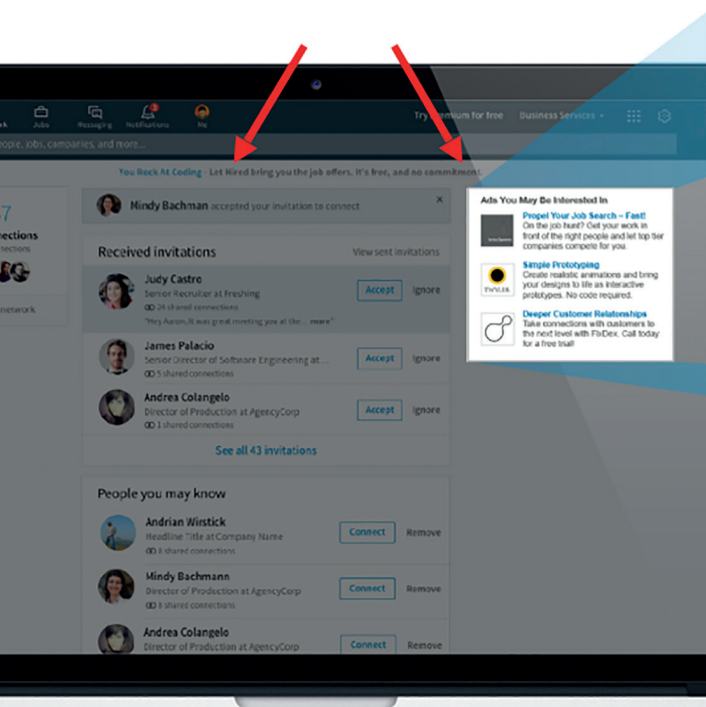 Jobs
Messaging
Notifications
Me
Try Premium for free
Business Services
people, jobs, companies, and more...
You Rock At Coding - Let Hired bring you the job offers. It's free, and no commitment.
7
Mindy Bachman accepted your invitation to connect
×
Received invitations
View sent invitations
Judy Castro
Senior Recruiter at Freshing
24 shared connections
"Hey Aaron, It was great meeting you at the... more"
Accept
Ignore
James Palacio
Senior Director of Software Engineering at ...
5 shared connections
Accept
Ignore
Andrea Colangelo
Director of Production at AgencyCorp
1 shared connections
Accept
Ignore
See all 43 invitations
People you may know
Andrian Wirstick
Headline Title at Company Name
8 shared connections
Connect
Remove
Mindy Bachmann
Director of Production at AgencyCorp
8 shared connections
Connect
Remove
Andrea Colangelo
Director of Production at AgencyCorp
Connect
Remove
network
Ads You May Be Interested In
Propel Your Job Search – Fast!
On the job hunt? Get your work in
front of the right people and let top tier
companies compete for you.
Simple Prototyping
Create realistic animations and bring
your designs to life as interactive
prototypes. No code required.
Deeper Customer Relationships
Take connections with customers to
the next level with FixDex. Call today
for a free trial!